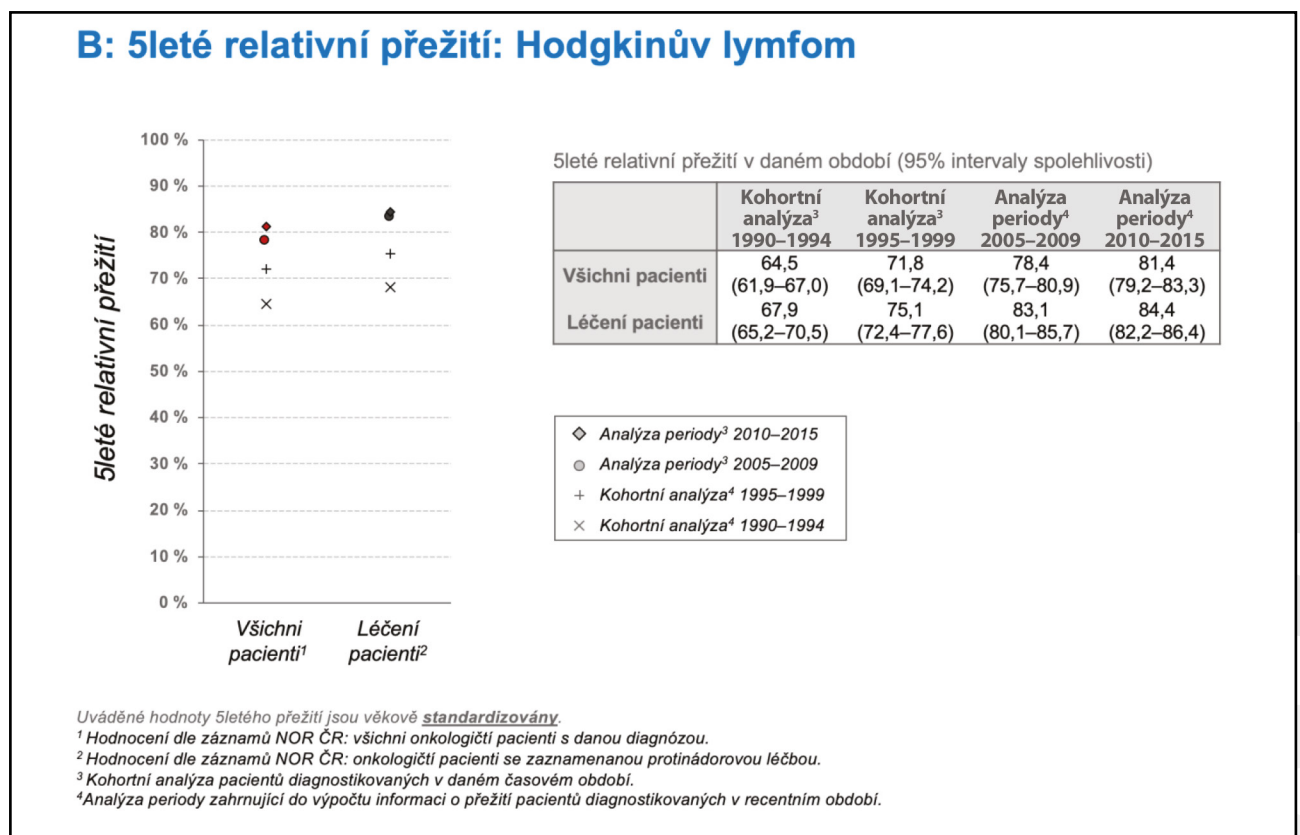 B: 5leté relativní přežití: Hodgkinův lymfom
5leté relativní přežití
100 %
90 %
80 %
70 %
60 %
50 %
40 %
30 %
20 %
10 %
0 %
Všichni
pacienti¹
Léčení
pacienti²
5leté relativní přežití v daném období (95% intervaly spolehlivosti)
Kohortní Kohortní Analýza Analýza
analýza³ analýza³ periody⁴ periody⁴
1990–1994 1995–1999 2005–2009 2010–2015
Všichni pacienti 64,5 71,8 78,4 81,4
(61,9–67,0) (69,1–74,2) (75,7–80,9) (79,2–83,3)
Léčení pacienti 67,9 75,1 83,1 84,4
(65,2–70,5) (72,4–77,6) (80,1–85,7) (82,2–86,4)
Analýza periody³ 2010–2015
Analýza periody³ 2005–2009
Kohortní analýza⁴ 1995–1999
Kohortní analýza⁴ 1990–1994
Uváděné hodnoty 5letého přežití jsou věkově standardizovány.
¹ Hodnocení dle záznamů NOR ČR: všichni onkologičtí pacienti s danou diagnózou.
² Hodnocení dle záznamů NOR ČR: onkologičtí pacienti se zaznamenanou protinádorovou léčbou.
³ Kohortní analýza pacientů diagnostikovaných v daném časovém období.
⁴Analýza periody zahrnující do výpočtu informaci o přežití pacientů diagnostikovaných v recentním období.